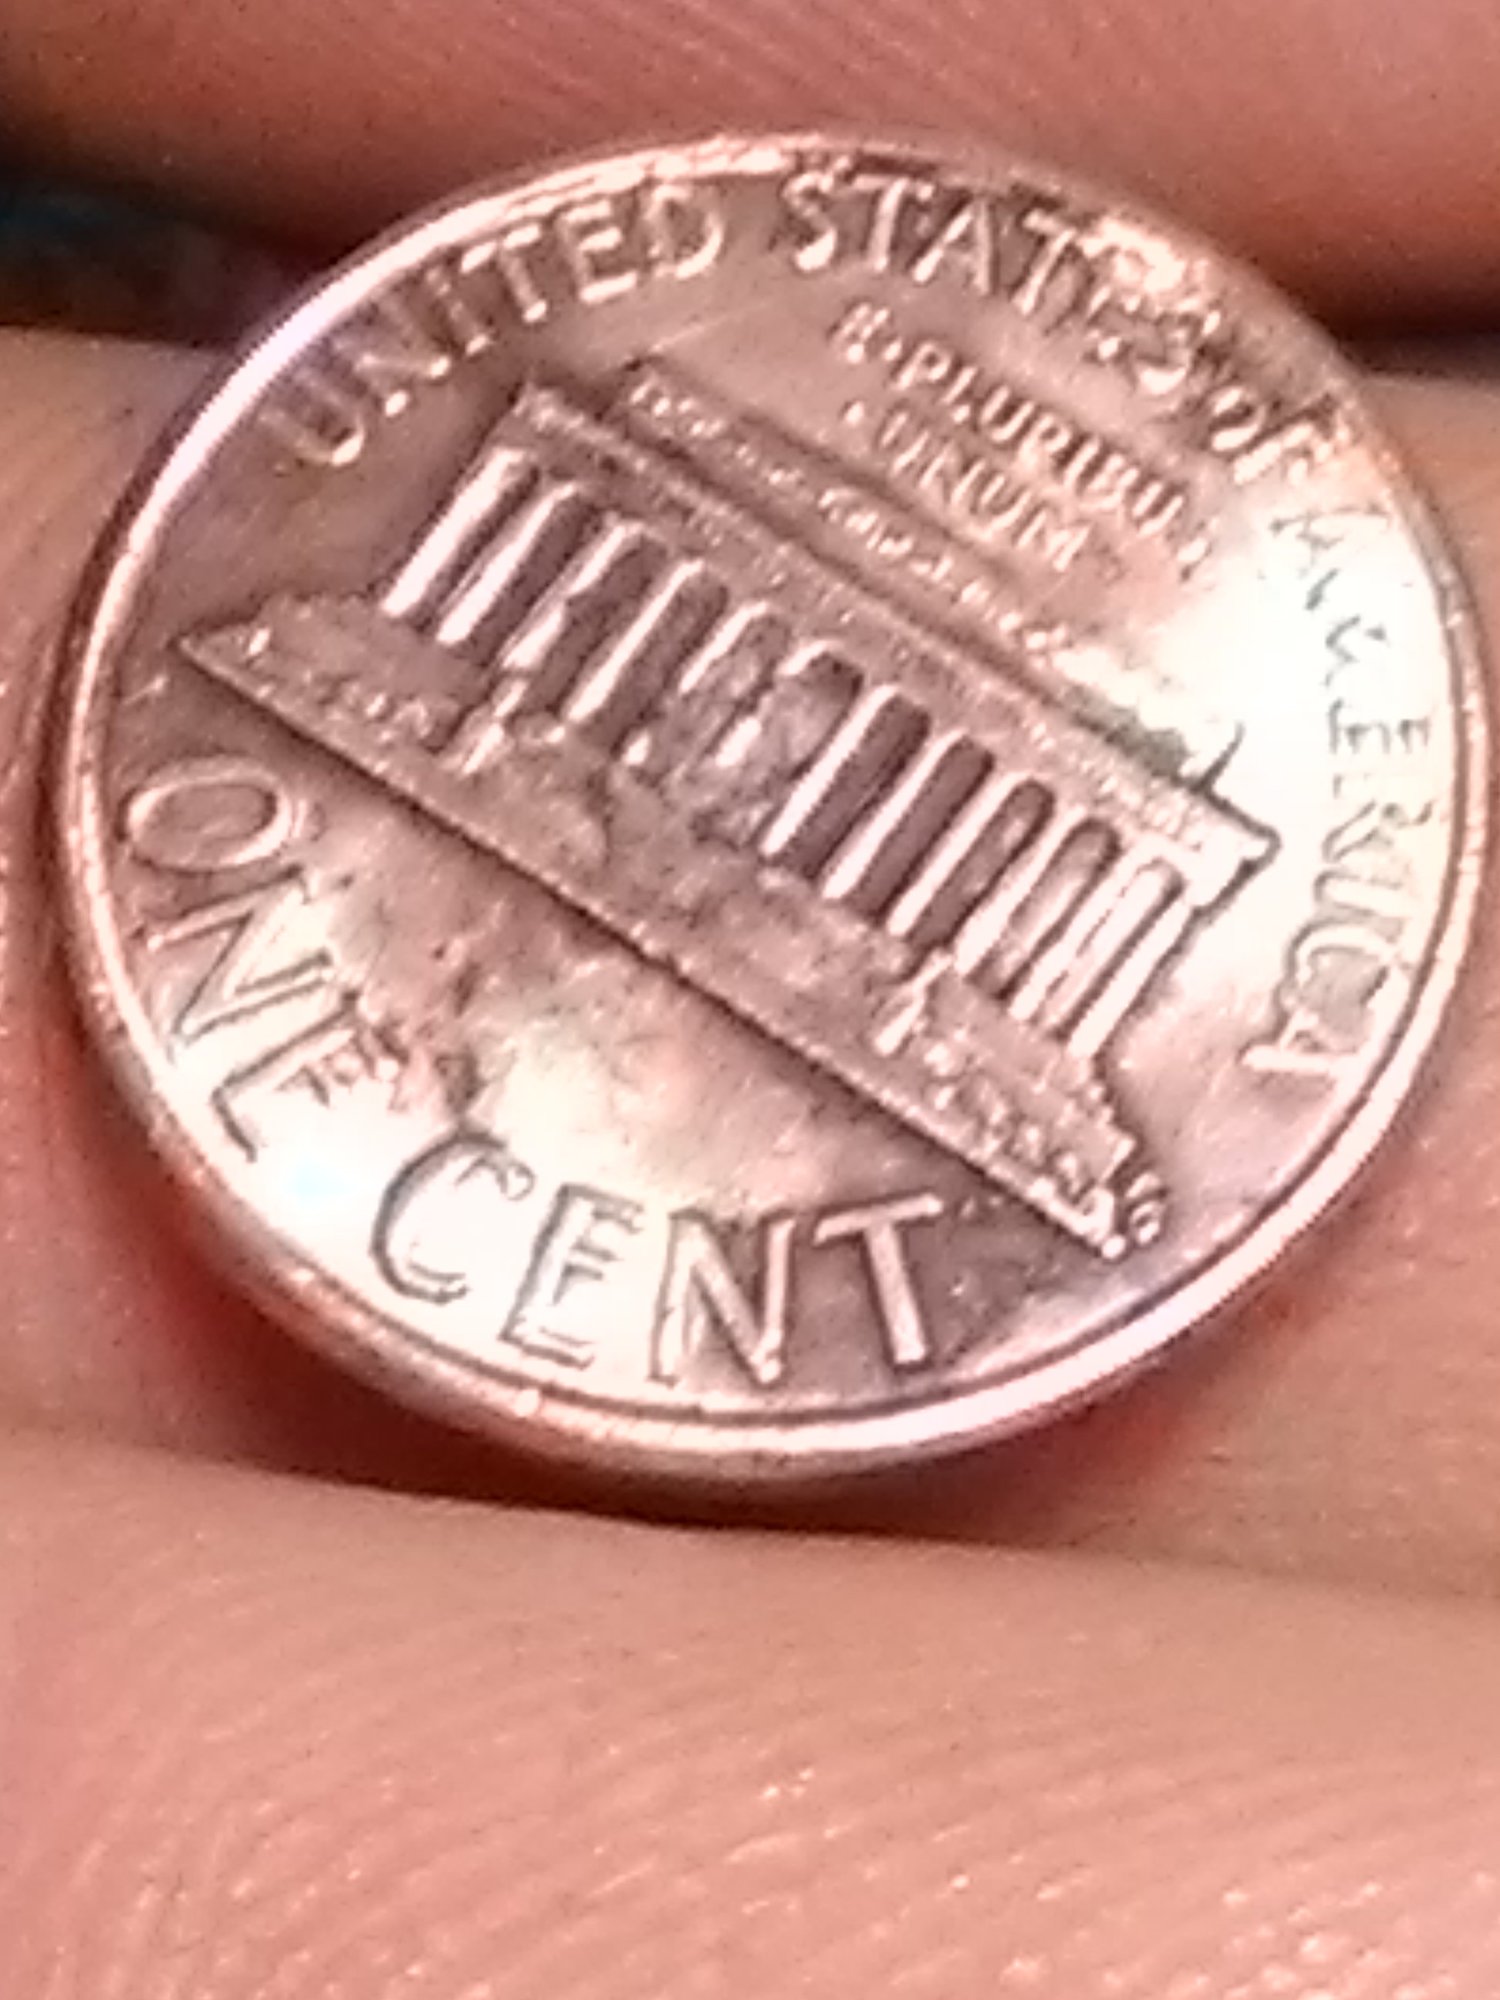 UNITED STATES OF AMERICA
E·PLURIBUS
UNUM
ONE CENT